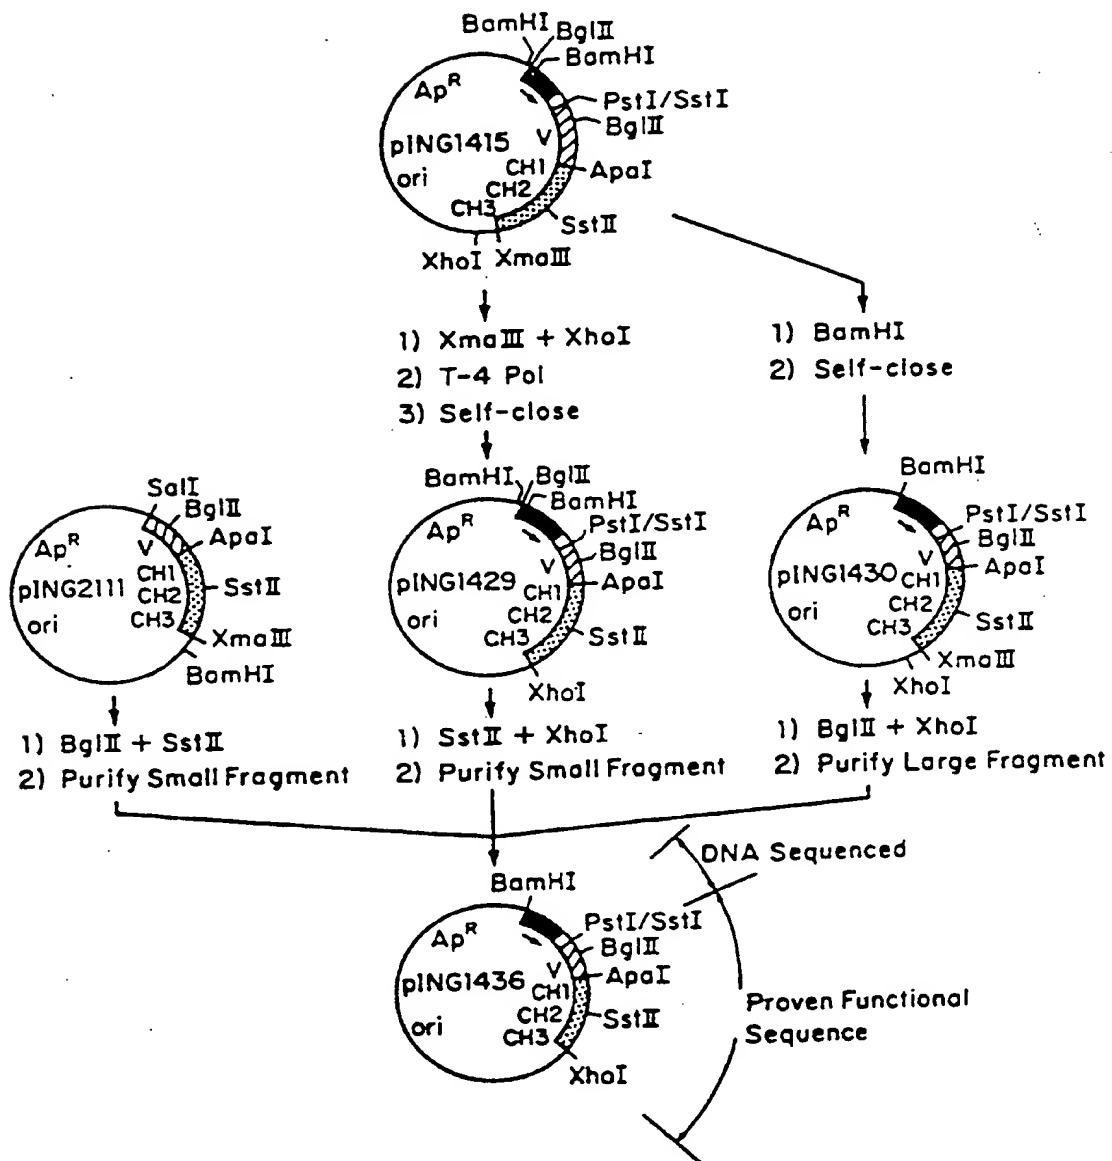 BamHI
BglII
BamHI
Ap^R
PstI/SstI
BglII
V
pING1415
ApaI
CH1
ori
CH2
CH3
SstII
XhoI
XmaIII
1) XmaIII + XhoI
2) T-4 Pol
3) Self-close
1) BamHI
2) Self-close
SalI
BglII
Ap^R
ApaI
V
pING2111
CH1
SstII
CH2
ori
CH3
XmaIII
BamHI
BamHI
BglII
BamHI
Ap^R
PstI/SstI
V
BglII
pING1429
CH1
ApaI
ori
CH2
CH3
SstII
XhoI
BamHI
Ap^R
PstI/SstI
V
BglII
pING1430
CH1
ApaI
ori
CH2
CH3
SstII
XmaIII
XhoI
1) BglII + SstII
2) Purify Small Fragment
1) SstII + XhoI
2) Purify Small Fragment
1) BglII + XhoI
2) Purify Large Fragment
DNA Sequenced
BamHI
Ap^R
PstI/SstI
BglII
V
ApaI
pING1436
CH1
ori
CH2
SstII
CH3
XhoI
Proven Functional
Sequence